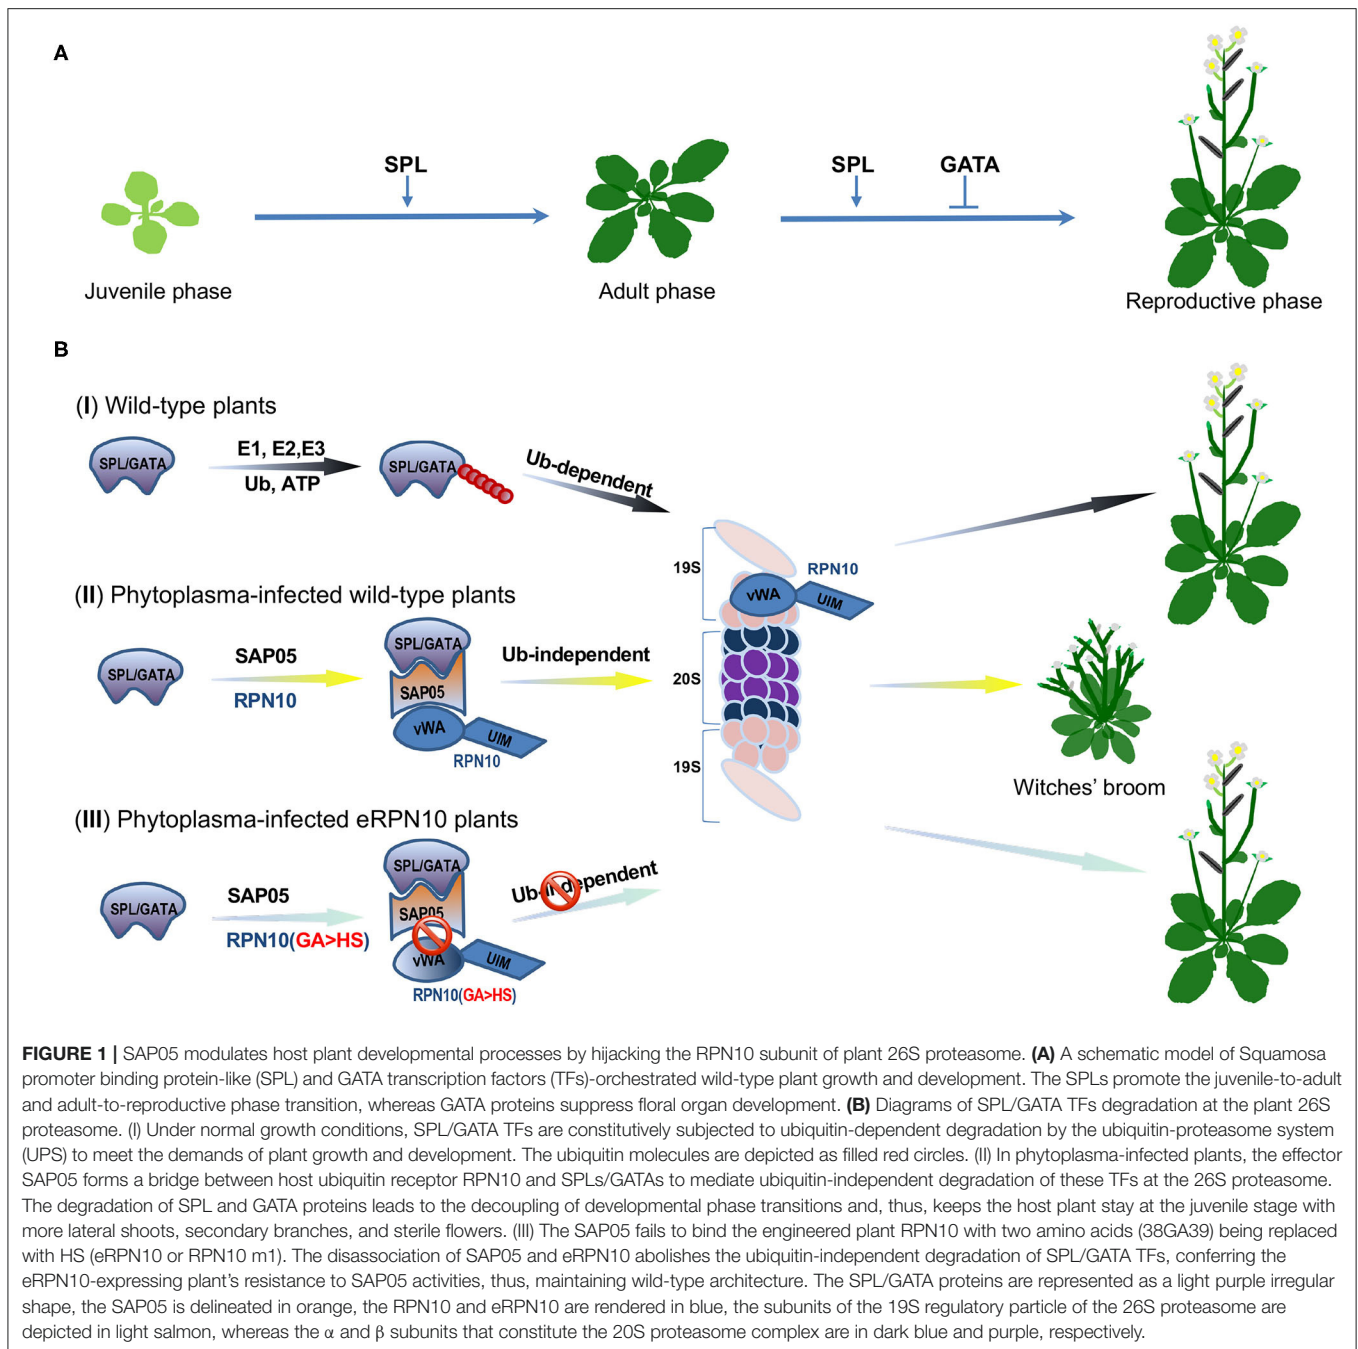 A
SPL
SPL
GATA
Juvenile phase
Adult phase
Reproductive phase
B
(I) Wild-type plants
SPL/GATA
E1, E2,E3
Ub, ATP
SPL/GATA
Ub-dependent
19S
RPN10
vWA
UIM
(II) Phytoplasma-infected wild-type plants
SPL/GATA
SAP05
RPN10
SPL/GATA
SAP05
vWA
UIM
RPN10
Ub-independent
20S
19S
Witches' broom
(III) Phytoplasma-infected eRPN10 plants
SPL/GATA
SAP05
RPN10(GA>HS)
SPL/GATA
SAP05
vWA
UIM
RPN10(GA>HS)
Ub-independent
FIGURE 1 | SAP05 modulates host plant developmental processes by hijacking the RPN10 subunit of plant 26S proteasome. (A) A schematic model of Squamosa
promoter binding protein-like (SPL) and GATA transcription factors (TFs)-orchestrated wild-type plant growth and development. The SPLs promote the juvenile-to-adult
and adult-to-reproductive phase transition, whereas GATA proteins suppress floral organ development. (B) Diagrams of SPL/GATA TFs degradation at the plant 26S
proteasome. (I) Under normal growth conditions, SPL/GATA TFs are constitutively subjected to ubiquitin-dependent degradation by the ubiquitin-proteasome system
(UPS) to meet the demands of plant growth and development. The ubiquitin molecules are depicted as filled red circles. (II) In phytoplasma-infected plants, the effector
SAP05 forms a bridge between host ubiquitin receptor RPN10 and SPLs/GATAs to mediate ubiquitin-independent degradation of these TFs at the 26S proteasome.
The degradation of SPL and GATA proteins leads to the decoupling of developmental phase transitions and, thus, keeps the host plant stay at the juvenile stage with
more lateral shoots, secondary branches, and sterile flowers. (III) The SAP05 fails to bind the engineered plant RPN10 with two amino acids (38GA39) being replaced
with HS (eRPN10 or RPN10 m1). The disassociation of SAP05 and eRPN10 abolishes the ubiquitin-independent degradation of SPL/GATA TFs, conferring the
eRPN10-expressing plant's resistance to SAP05 activities, thus, maintaining wild-type architecture. The SPL/GATA proteins are represented as a light purple irregular
shape, the SAP05 is delineated in orange, the RPN10 and eRPN10 are rendered in blue, the subunits of the 19S regulatory particle of the 26S proteasome are
depicted in light salmon, whereas the α and β subunits that constitute the 20S proteasome complex are in dark blue and purple, respectively.